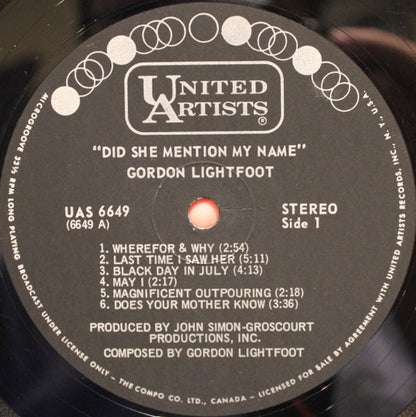 UNITED
ARTISTS
®
"DID SHE MENTION MY NAME"
GORDON LIGHTFOOT
UAS 6649
(6649 A)
STEREO
Side 1
1. WHEREFOR & WHY (2:54)
2. LAST TIME I SAW HER (5:11)
3. BLACK DAY IN JULY (4:13)
4. MAY I (2:17)
5. MAGNIFICENT OUTPOURING (2:18)
6. DOES YOUR MOTHER KNOW (3:36)
PRODUCED BY JOHN SIMON-GROSCOURT
PRODUCTIONS, INC.
COMPOSED BY GORDON LIGHTFOOT
MICROGROOVE 33⅓ RPM LONG PLAYING BROADCAST UNDER LICENSE ONLY - THE COMPO CO. LTD., CANADA - LICENSED FOR SALE BY AGREEMENT WITH UNITED ARTISTS RECORDS, INC., N. Y., U.S.A.